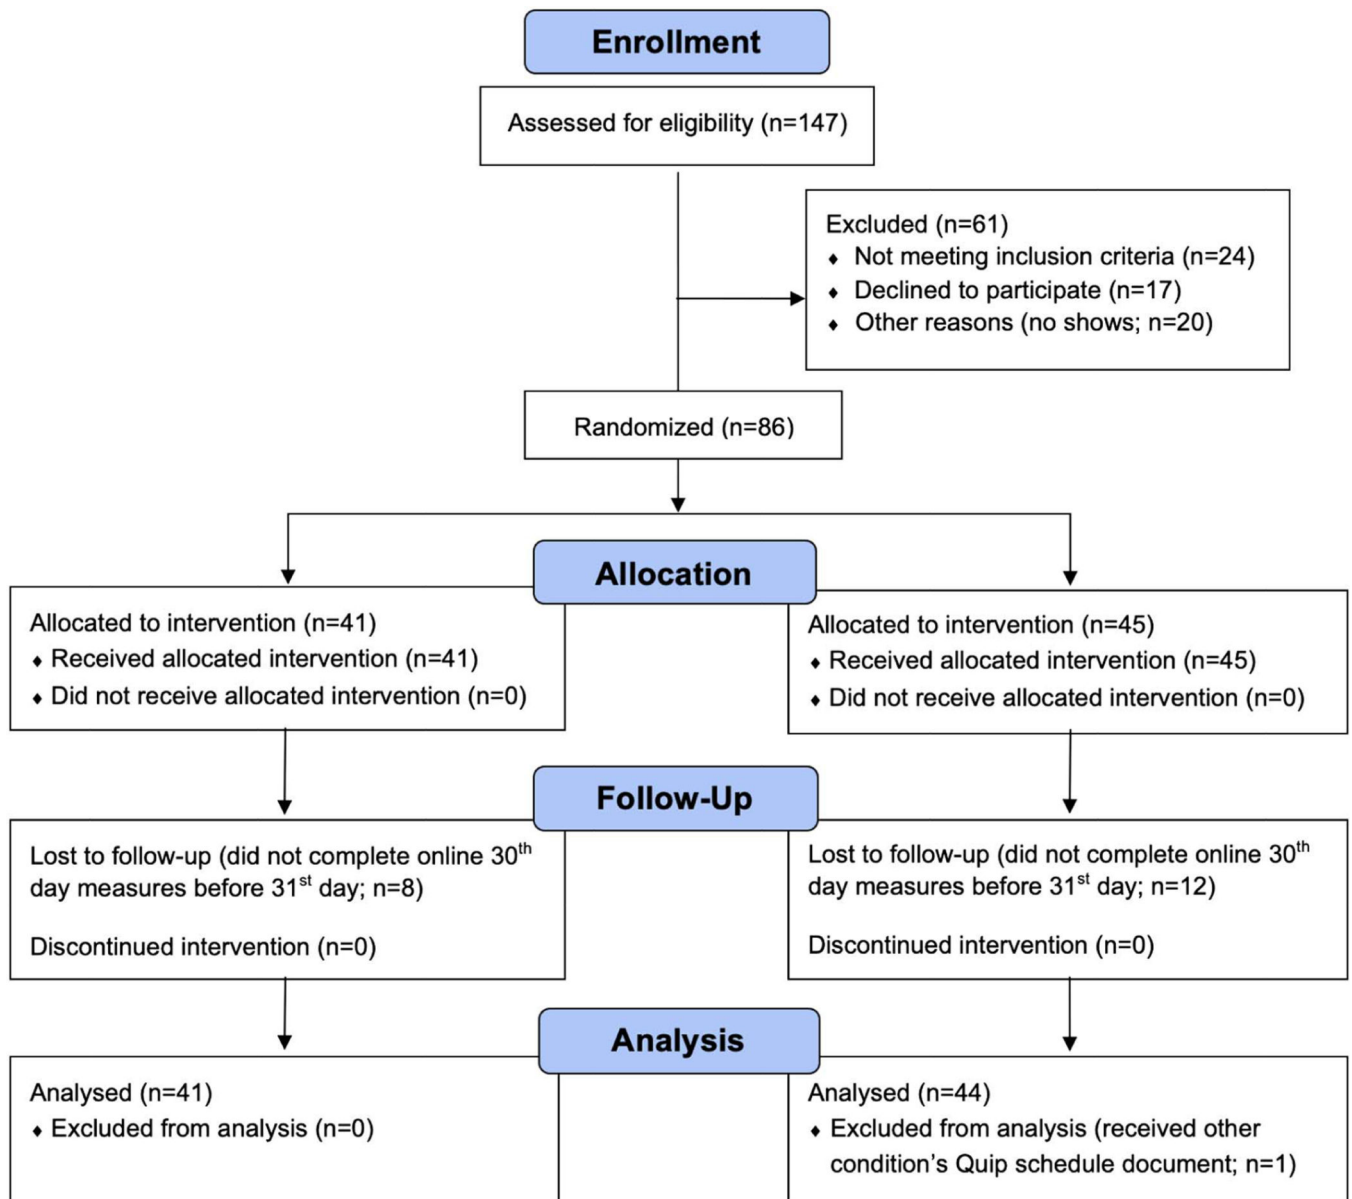 Enrollment
Assessed for eligibility (n=147)
Excluded (n=61)
♦ Not meeting inclusion criteria (n=24)
♦ Declined to participate (n=17)
♦ Other reasons (no shows; n=20)
Randomized (n=86)
Allocation
Allocated to intervention (n=41)
♦ Received allocated intervention (n=41)
♦ Did not receive allocated intervention (n=0)
Allocated to intervention (n=45)
♦ Received allocated intervention (n=45)
♦ Did not receive allocated intervention (n=0)
Follow-Up
Lost to follow-up (did not complete online 30th
day measures before 31st day; n=8)
Discontinued intervention (n=0)
Lost to follow-up (did not complete online 30th
day measures before 31st day; n=12)
Discontinued intervention (n=0)
Analysis
Analysed (n=41)
♦ Excluded from analysis (n=0)
Analysed (n=44)
♦ Excluded from analysis (received other
condition's Quip schedule document; n=1)